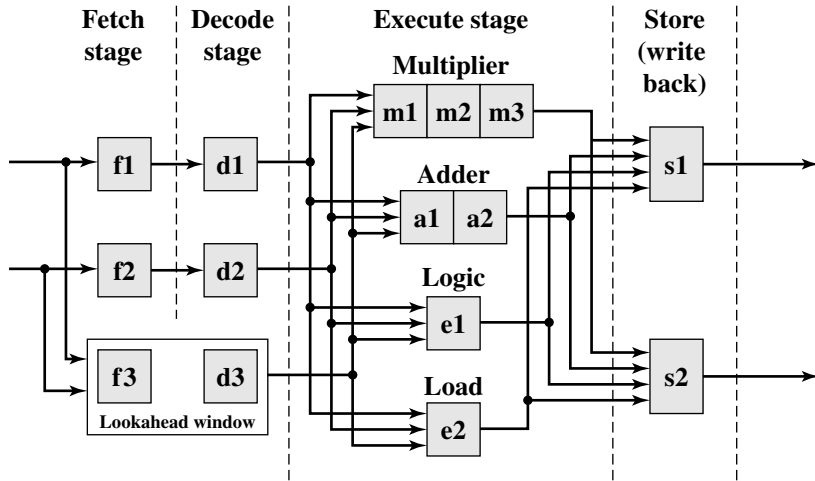 Fetch
stage
Decode
stage
Execute stage
Store
(write
back)
Multiplier
m1 m2 m3
f1
d1
s1
Adder
a1 a2
f2
d2
Logic
e1
f3
d3
Lookahead window
s2
Load
e2